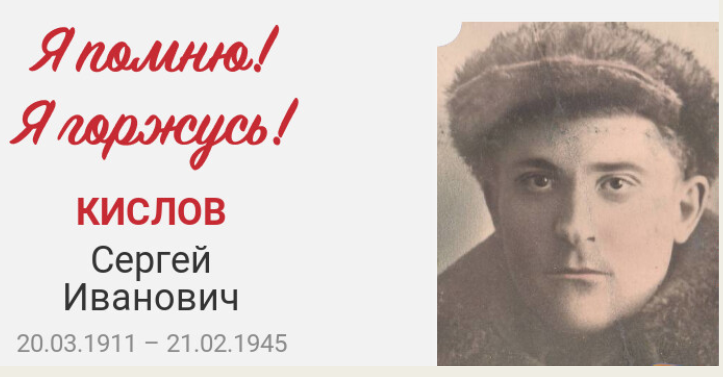 Я помню!
Я горжусь!
КИСЛОВ
Сергей
Иванович
20.03.1911 – 21.02.1945